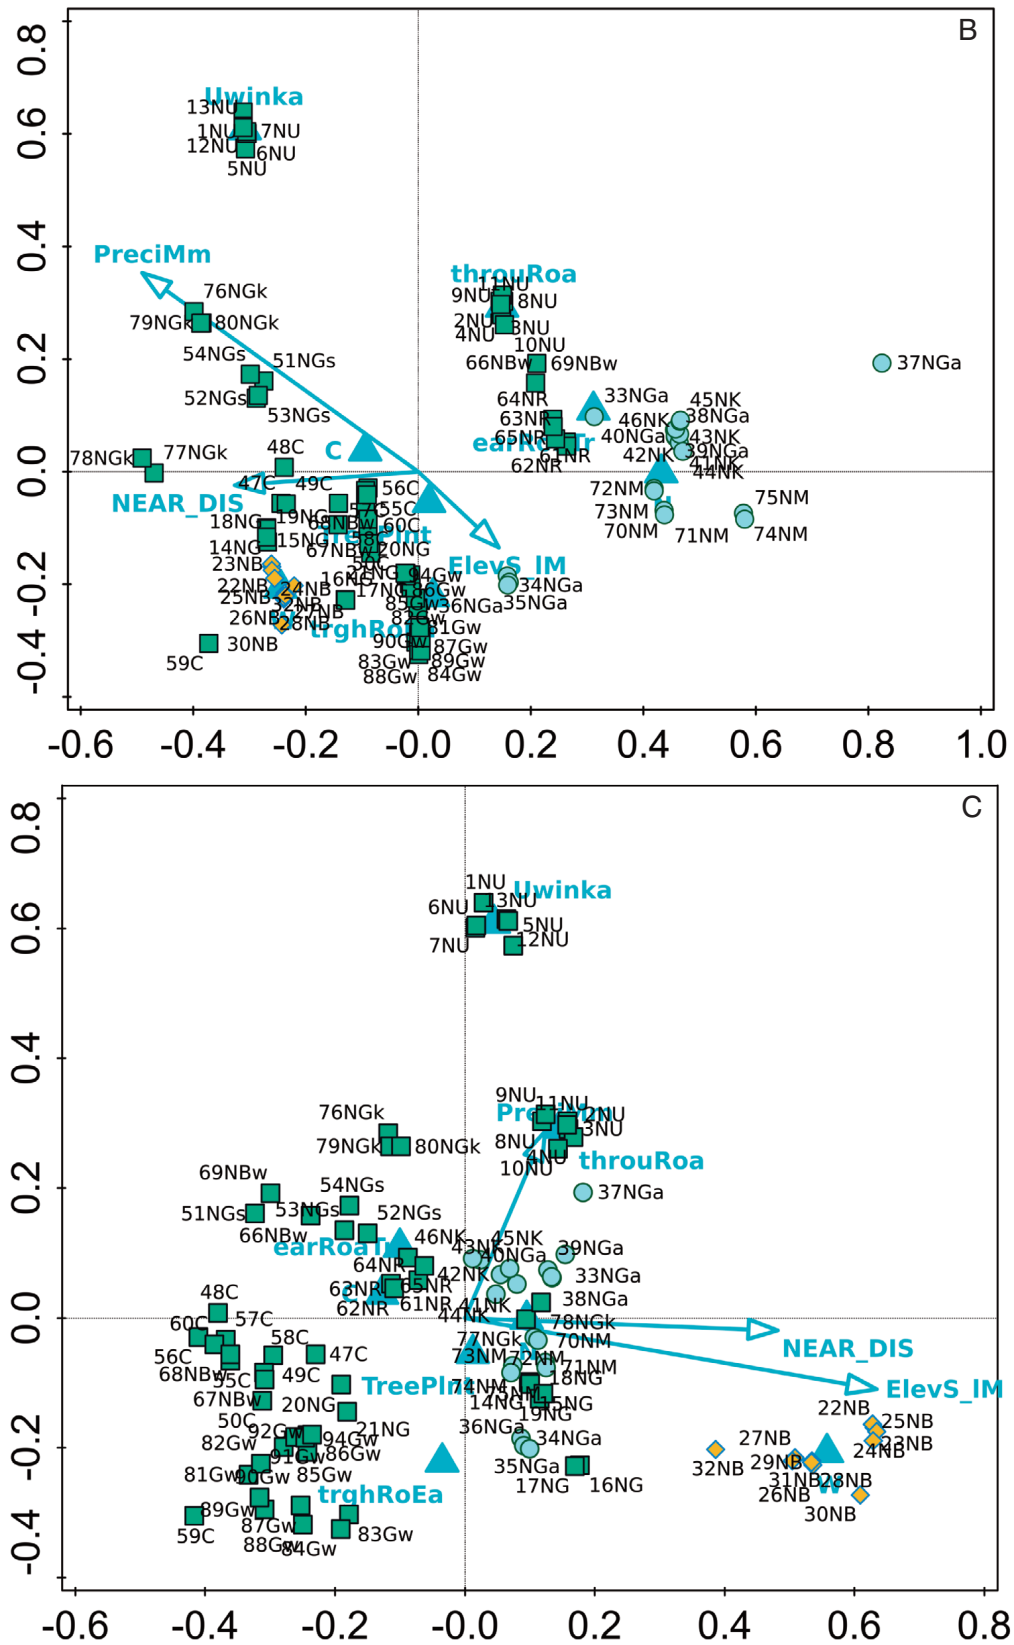 B
0.8
0.6
0.4
0.2
0.0
-0.2
-0.4
Uwinka
13NU
1NU
7NU
12NU
6NU
5NU
PreciMm
76NGk
79NGk
80NGk
54NGs
51NGs
52NGs
53NGs
throuRoa
11NU
9NU
8NU
2NU
3NU
4NU
10NU
66NBw
69NBw
64NR
63NR
65NR
61NR
62NR
33NGa
37NGa
45NK
46NK
38NGa
40NGa
43NK
39NGa
42NK
41NK
44NK
C
48C
78NGk
77NGk
47C
49C
56C
NEAR_DIS
57C
55C
18NG
19NG
68NBw
60C
58C
14NG
15NG
67NBw
20NG
50C
23NB
21NG
94Gw
ElevS_IM
22NB
24NB
16NG
17NG
86Gw
34NGa
25NB
32NB
85Gw
36NGa
35NGa
27NB
82Gw
26NB
28NB
81Gw
30NB
90Gw
87Gw
59C
83Gw
89Gw
88Gw
84Gw
72NM
75NM
73NM
70NM
71NM
74NM
-0.6
-0.4
-0.2
-0.0
0.2
0.4
0.6
0.8
1.0
C
0.8
0.6
0.4
0.2
0.0
-0.2
-0.4
1NU
Uwinka
13NU
6NU
5NU
7NU
12NU
9NU
11NU
2NU
8NU
3NU
4NU
10NU
throuRoa
76NGk
79NGk
80NGk
37NGa
69NBw
54NGs
51NGs
53NGs
52NGs
66NBw
46NK
45NK
43NK
40NGa
39NGa
64NR
42NK
33NGa
63NR
65NR
62NR
61NR
41NK
38NGa
44NK
48C
60C
57C
58C
47C
56C
68NBw
55C
49C
78NGk
77NGk
70NM
73NM
72NM
71NM
NEAR_DIS
TreePlnt
74NM
75NM
18NG
14NG
15NG
19NG
ElevS_IM
67NBw
20NG
50C
21NG
92Gw
94Gw
82Gw
91Gw
86Gw
81Gw
90Gw
85Gw
36NGa
34NGa
35NGa
17NG
16NG
trghRoEa
89Gw
87Gw
83Gw
59C
88Gw
84Gw
22NB
25NB
27NB
23NB
24NB
32NB
29NB
31NB
28NB
26NB
30NB
-0.6
-0.4
-0.2
-0.0
0.2
0.4
0.6
0.8